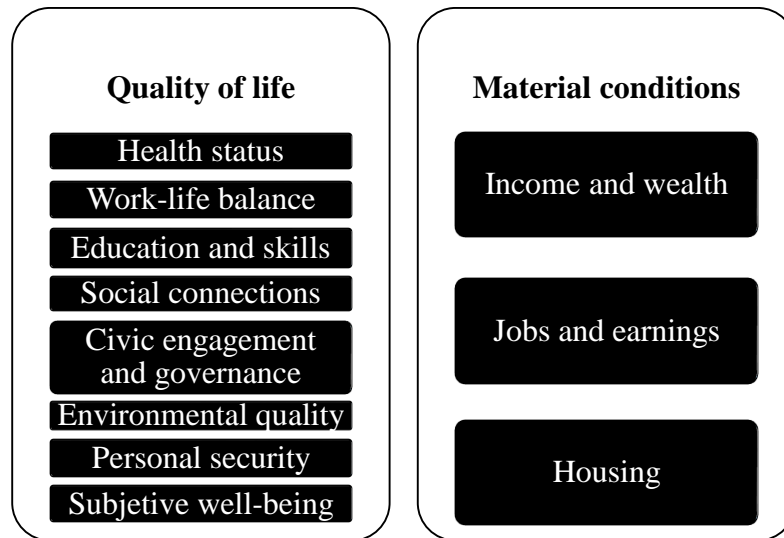 Quality of life
Health status
Work-life balance
Education and skills
Social connections
Civic engagement
and governance
Environmental quality
Personal security
Subjetive well-being
Material conditions
Income and wealth
Jobs and earnings
Housing